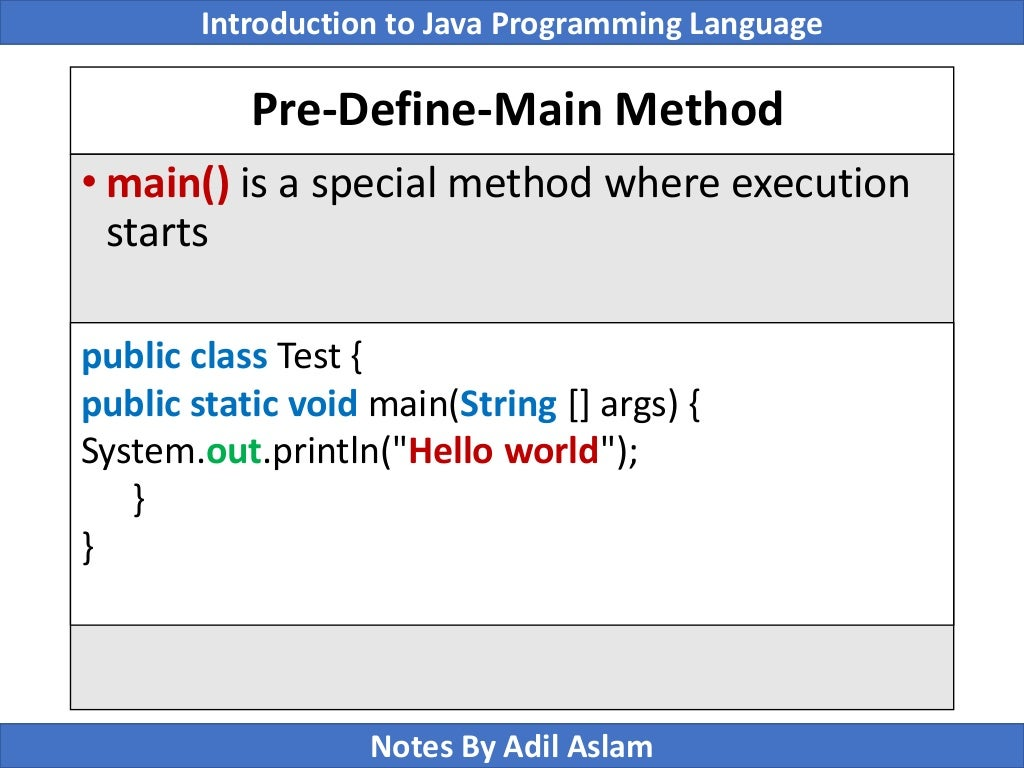 Introduction to Java Programming Language
Pre-Define-Main Method
• main() is a special method where execution
starts
public class Test {
public static void main(String [] args) {
System.out.println("Hello world");
}
}
Notes By Adil Aslam